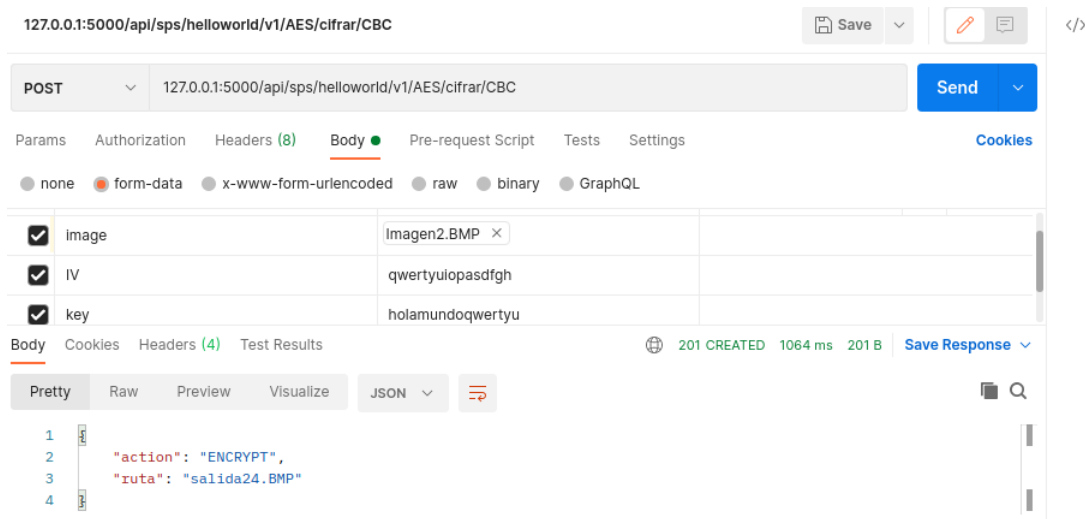 127.0.0.1:5000/api/sps/helloworld/v1/AES/cifrar/CBC Save </>
POST 127.0.0.1:5000/api/sps/helloworld/v1/AES/cifrar/CBC Send
Params Authorization Headers (8) Body Pre-request Script Tests Settings Cookies
none form-data x-www-form-urlencoded raw binary GraphQL
image Imagen2.BMP ×
IV qwertyuiopasdfgh
key holamundoqwertyu
Body Cookies Headers (4) Test Results 201 CREATED 1064 ms 201 B Save Response
Pretty Raw Preview Visualize JSON
1 {
2 "action": "ENCRYPT",
3 "ruta": "salida24.BMP"
4 }